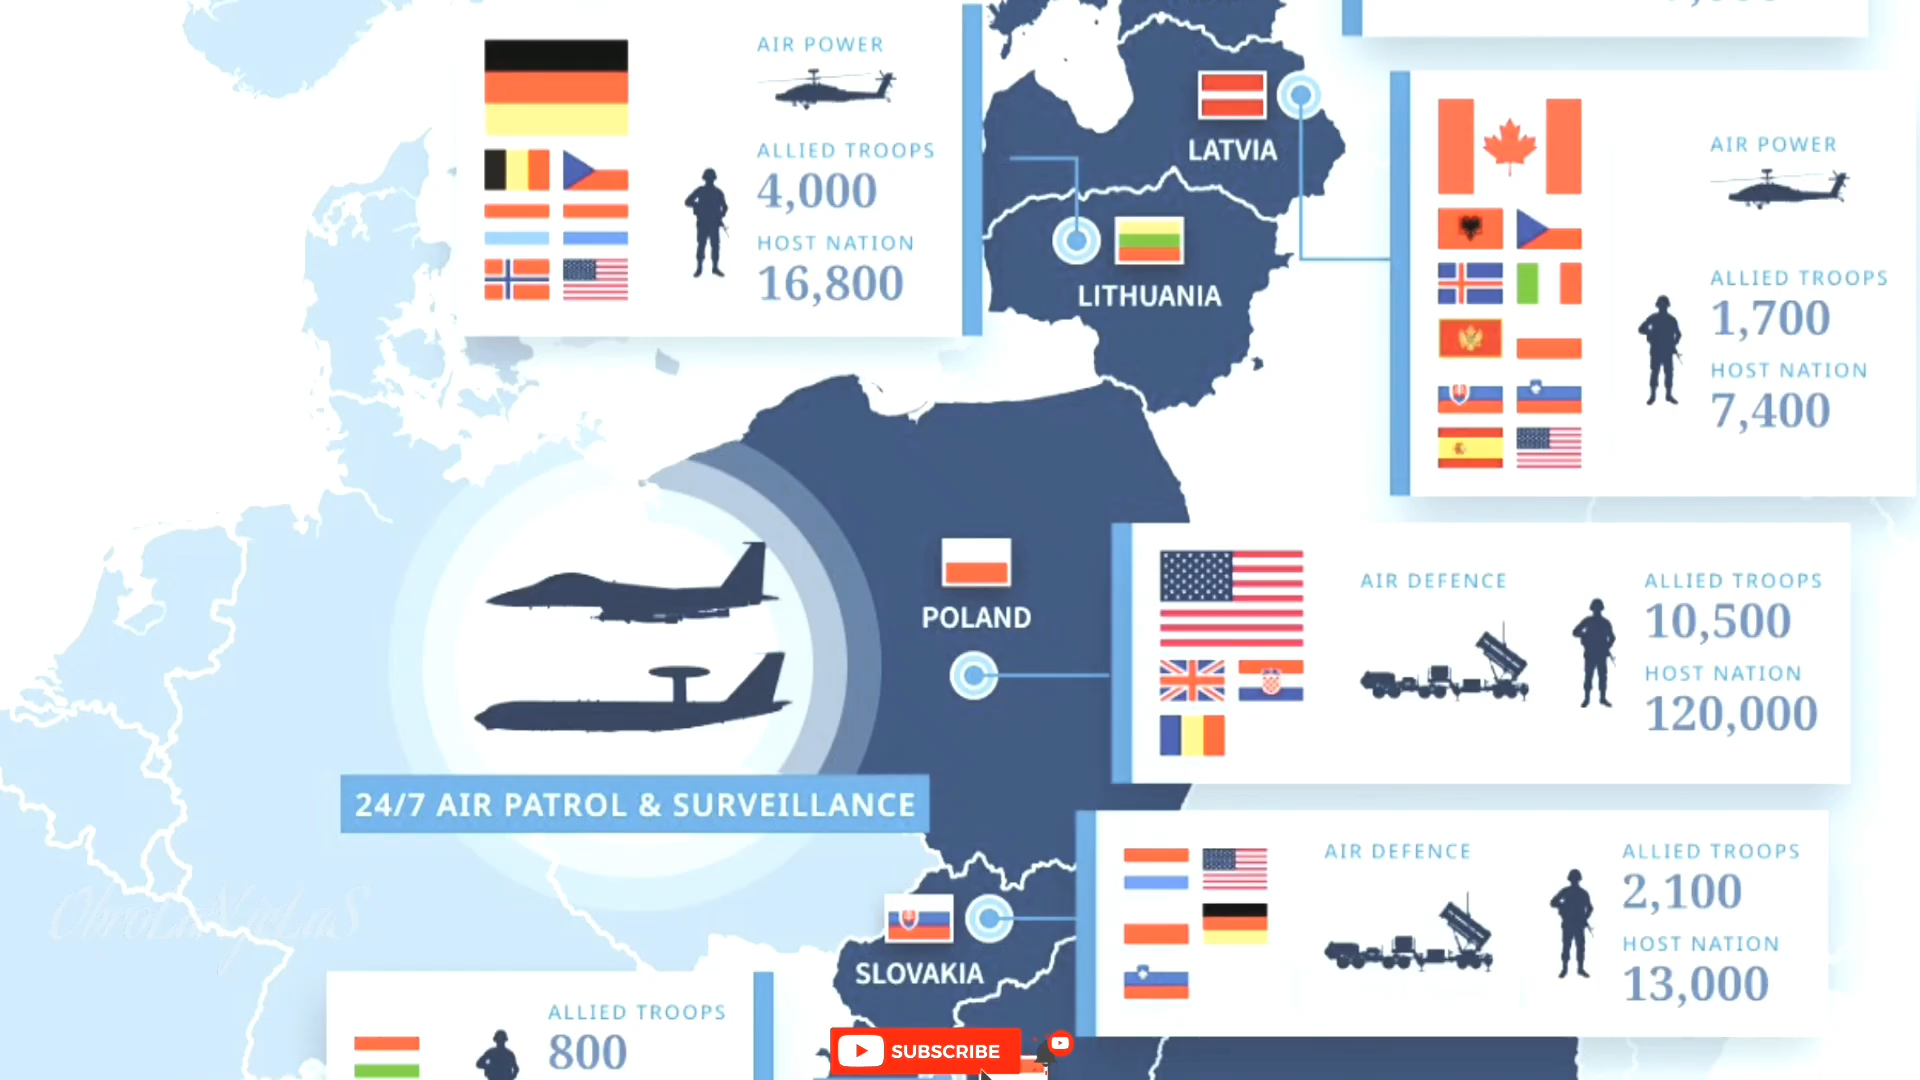 AIR POWER
ALLIED TROOPS
4,000
HOST NATION
16,800
LATVIA
LITHUANIA
AIR POWER
ALLIED TROOPS
1,700
HOST NATION
7,400
POLAND
AIR DEFENCE
ALLIED TROOPS
10,500
HOST NATION
120,000
24/7 AIR PATROL & SURVEILLANCE
SLOVAKIA
AIR DEFENCE
ALLIED TROOPS
2,100
HOST NATION
13,000
ALLIED TROOPS
800
SUBSCRIBE